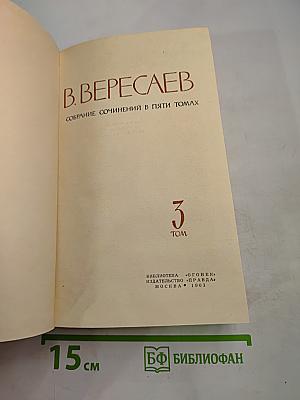 В. ВЕРЕСАЕВ
СОБРАНИЕ СОЧИНЕНИЙ В ПЯТИ ТОМАХ
3
ТОМ
БИБЛИОТЕКА «ОГОНЕК»
ИЗДАТЕЛЬСТВО «ПРАВДА»
МОСКВА • 1961
15 см
БФ БИБЛИОФАН